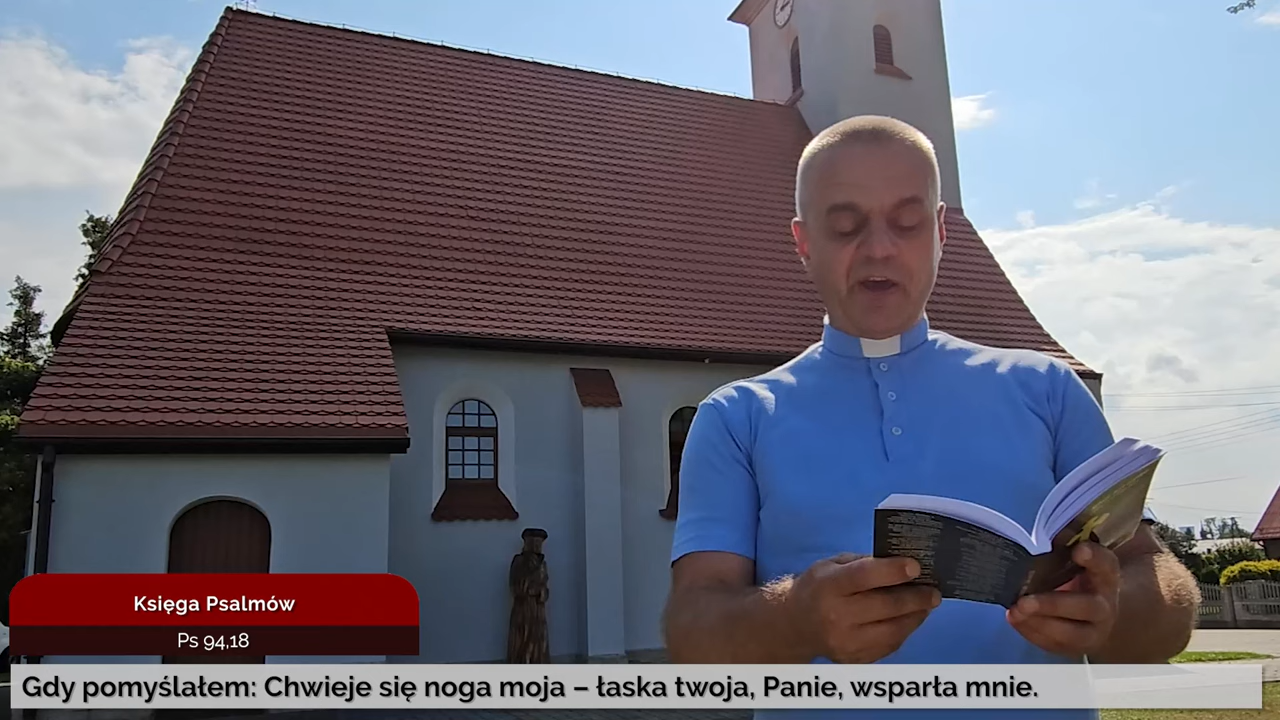 Księga Psalmów
Ps 94,18
Gdy pomyślałem: Chwieje się noga moja – łaska twoja, Panie, wsparła mnie.